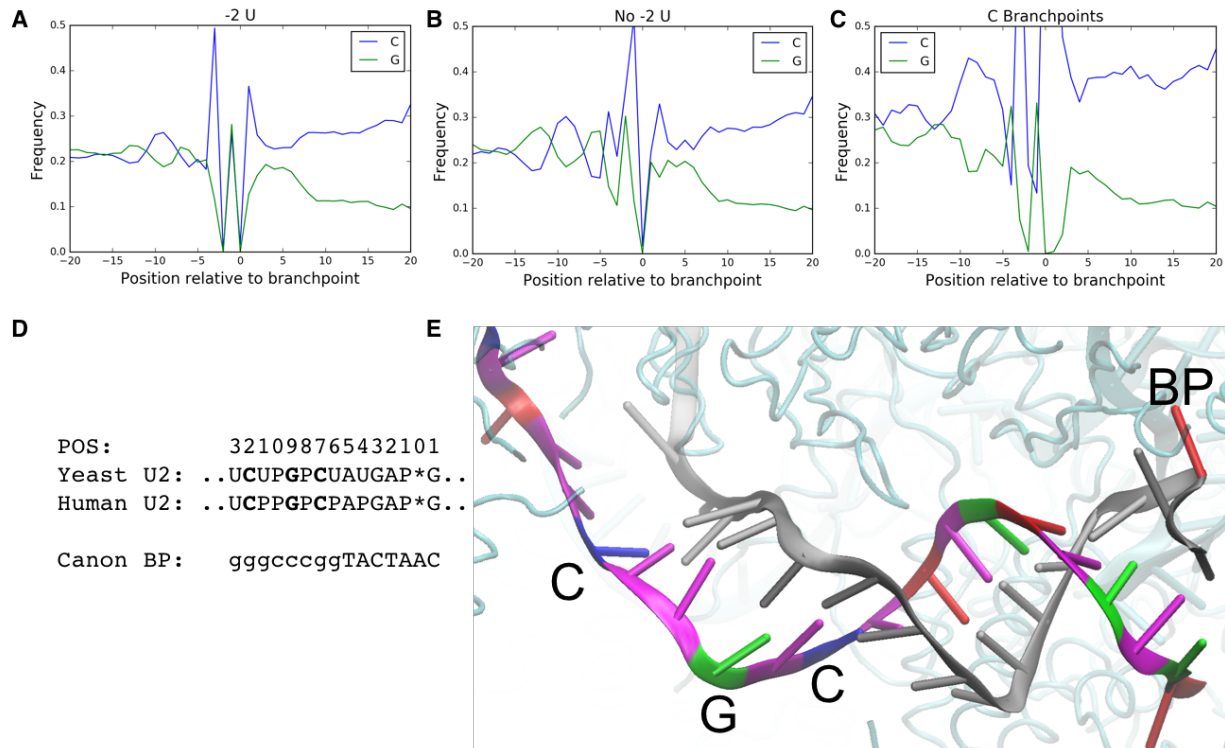 A
-2 U
0.5
0.4
0.3
0.2
0.1
0.0
Frequency
C
G
−20 −15 −10 −5 0 5 10 15 20
Position relative to branchpoint
B
No -2 U
0.5
0.4
0.3
0.2
0.1
0.0
Frequency
C
G
−20 −15 −10 −5 0 5 10 15 20
Position relative to branchpoint
C
C Branchpoints
0.5
0.4
0.3
0.2
0.1
0.0
Frequency
C
G
−20 −15 −10 −5 0 5 10 15 20
Position relative to branchpoint
D
POS: 321098765432101
Yeast U2: ..UCUPGPCUAUGAP*G..
Human U2: ..UCPPGPCPAPGAP*G..
Canon BP: gggcccggTACTAAC
E
BP
C
G
C